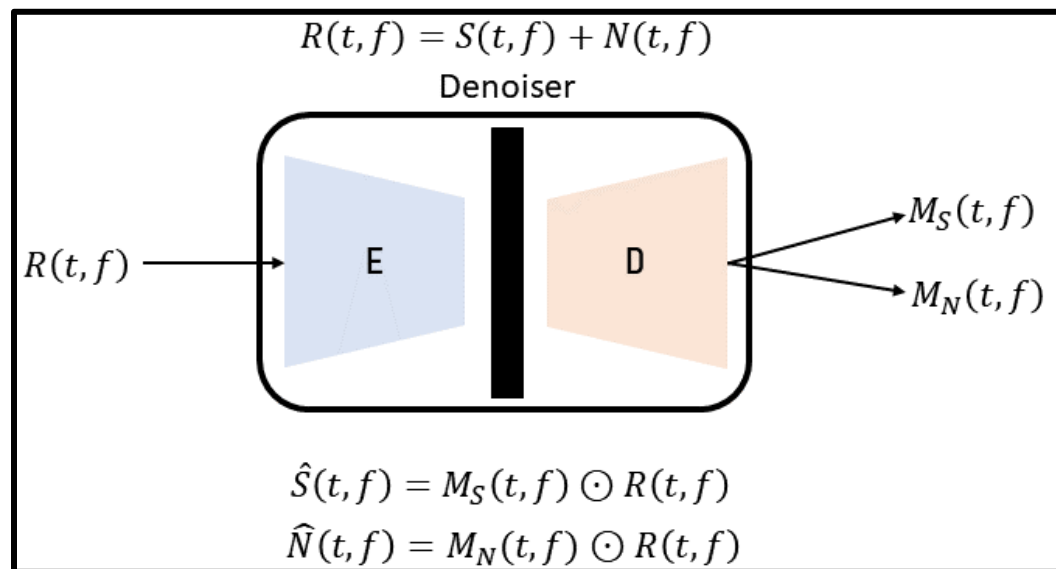 R(t, f) = S(t, f) + N(t, f)
Denoiser
R(t, f)
E
D
M_S(t, f)
M_N(t, f)
Ŝ(t, f) = M_S(t, f) ⊙ R(t, f)
N̂(t, f) = M_N(t, f) ⊙ R(t, f)